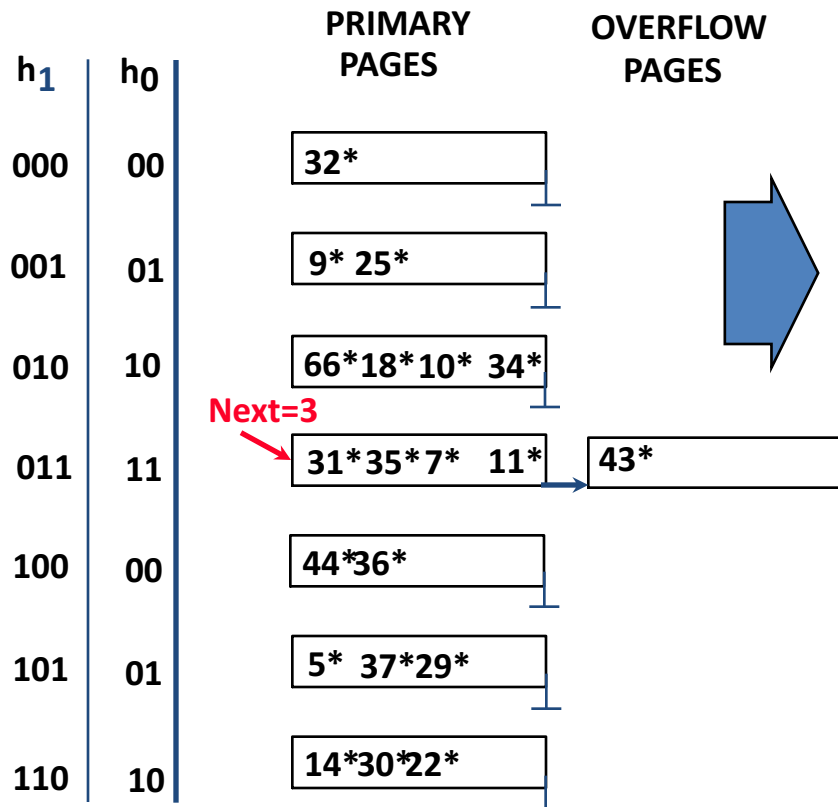 PRIMARY PAGES
OVERFLOW PAGES
h1 h0
000 00 32*
001 01 9* 25*
010 10 66* 18* 10* 34*
Next=3
011 11 31* 35* 7* 11* 43*
100 00 44* 36*
101 01 5* 37* 29*
110 10 14* 30* 22*